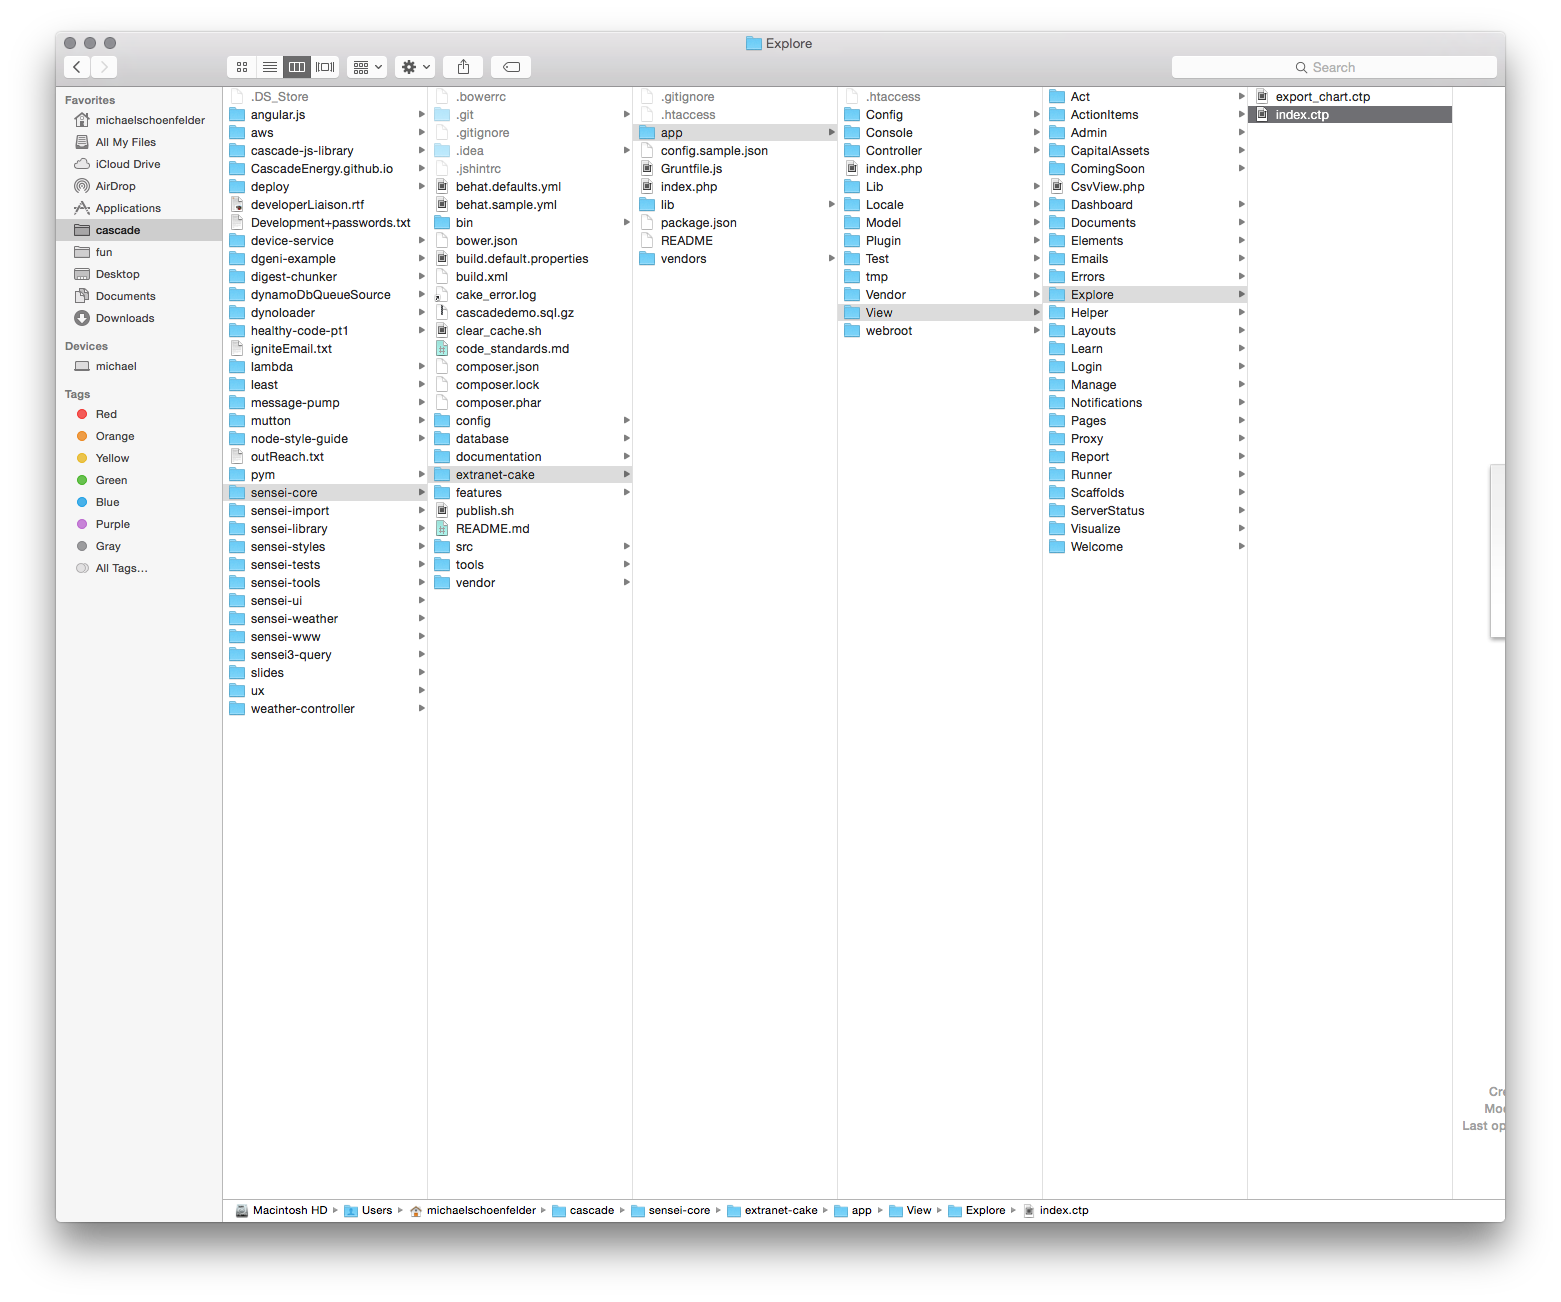 Explore
Search
Favorites
michaelschoenfelder
All My Files
iCloud Drive
AirDrop
Applications
cascade
fun
Desktop
Documents
Downloads
Devices
michael
Tags
Red
Orange
Yellow
Green
Blue
Purple
Gray
All Tags...
.DS_Store
angular.js
aws
cascade-js-library
CascadeEnergy.github.io
deploy
developerLiaison.rtf
Development+passwords.txt
device-service
dgeni-example
digest-chunker
dynamoDbQueueSource
dynoloader
healthy-code-pt1
igniteEmail.txt
lambda
least
message-pump
mutton
node-style-guide
outReach.txt
pym
sensei-core
sensei-import
sensei-library
sensei-styles
sensei-tests
sensei-tools
sensei-ui
sensei-weather
sensei-www
sensei3-query
slides
ux
weather-controller
.bowerrc
.git
.gitignore
.idea
.jshintrc
behat.defaults.yml
behat.sample.yml
bin
bower.json
build.default.properties
build.xml
cake_error.log
cascadedemo.sql.gz
clear_cache.sh
code_standards.md
composer.json
composer.lock
composer.phar
config
database
documentation
extranet-cake
features
publish.sh
README.md
src
tools
vendor
.gitignore
.htaccess
app
config.sample.json
Gruntfile.js
index.php
lib
package.json
README
vendors
.htaccess
Config
Console
Controller
index.php
Lib
Locale
Model
Plugin
Test
tmp
Vendor
View
webroot
Act
ActionItems
Admin
CapitalAssets
ComingSoon
CsvView.php
Dashboard
Documents
Elements
Emails
Errors
Explore
Helper
Layouts
Learn
Login
Manage
Notifications
Pages
Proxy
Report
Runner
Scaffolds
ServerStatus
Visualize
Welcome
export_chart.ctp
index.ctp
Cre
Mod
Last op
Macintosh HD Users michaelschoenfelder cascade sensei-core extranet-cake app View Explore index.ctp